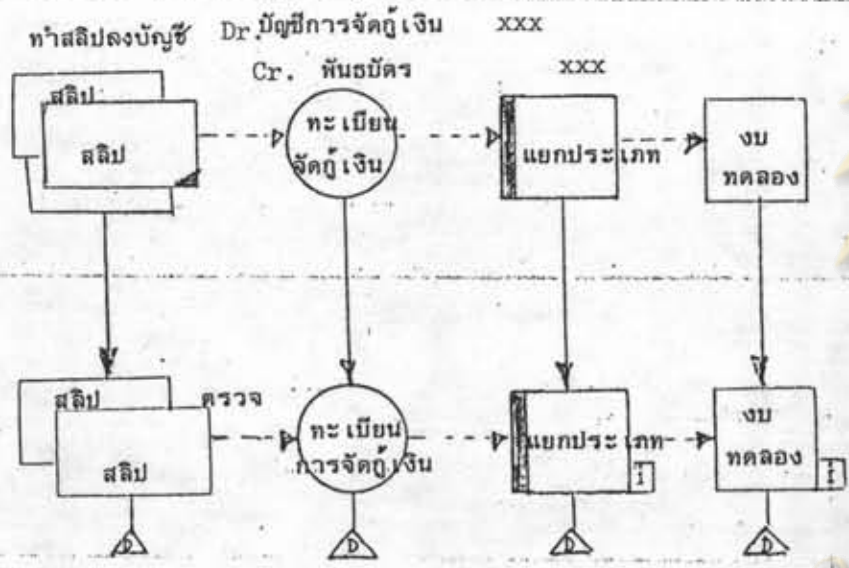 ทำสลิปลงบัญชี Dr. บัญชีการจัดกู้เงิน xxx
Cr. พันธบัตร xxx
สลิป
สลิป
ทะเบียน
จัดกู้เงิน
แยกประเภท
งบ
ทดลอง
สลิป
สลิป
ตรวจ
ทะเบียน
การจัดกู้เงิน
แยกประเภท
1
งบ
ทดลอง
1
D
D
D
D